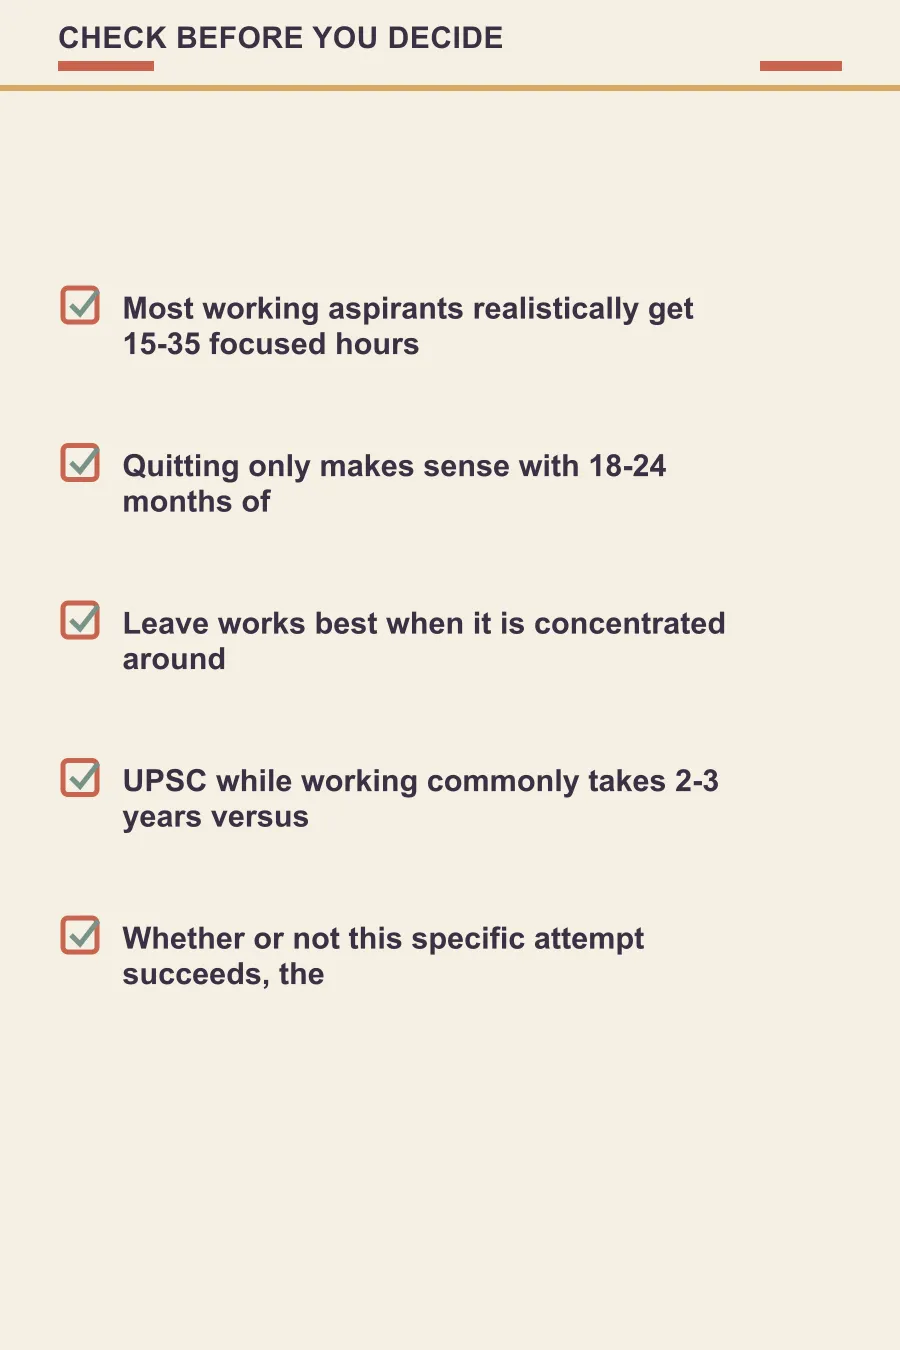 CHECK BEFORE YOU DECIDE
Most working aspirants realistically get
15-35 focused hours
Quitting only makes sense with 18-24
months of
Leave works best when it is concentrated
around
UPSC while working commonly takes 2-3
years versus
Whether or not this specific attempt
succeeds, the